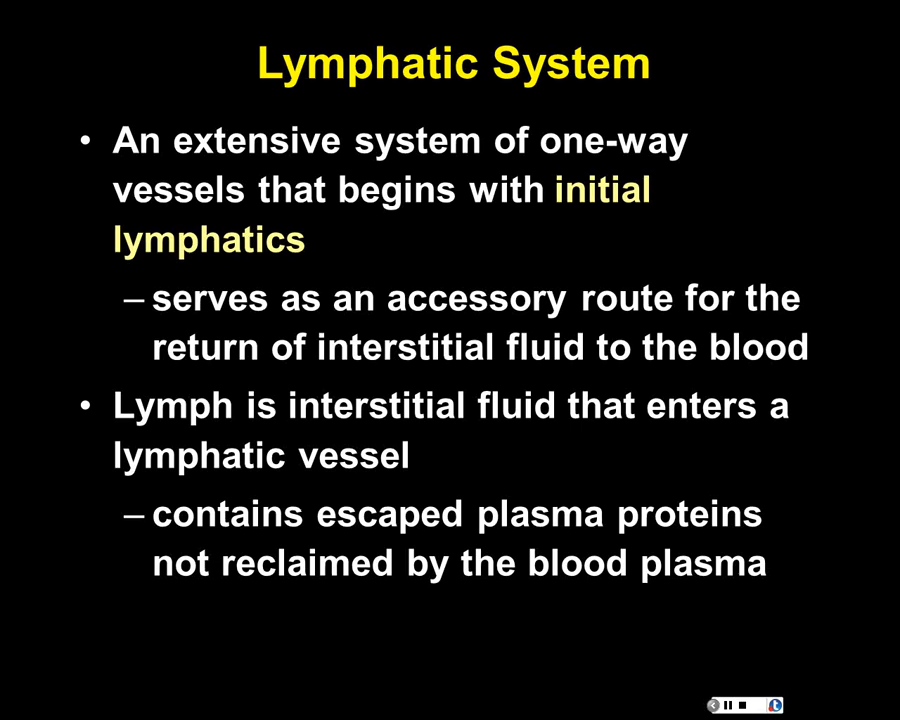 Lymphatic System
• An extensive system of one-way
vessels that begins with initial
lymphatics
– serves as an accessory route for the
return of interstitial fluid to the blood
• Lymph is interstitial fluid that enters a
lymphatic vessel
– contains escaped plasma proteins
not reclaimed by the blood plasma
t